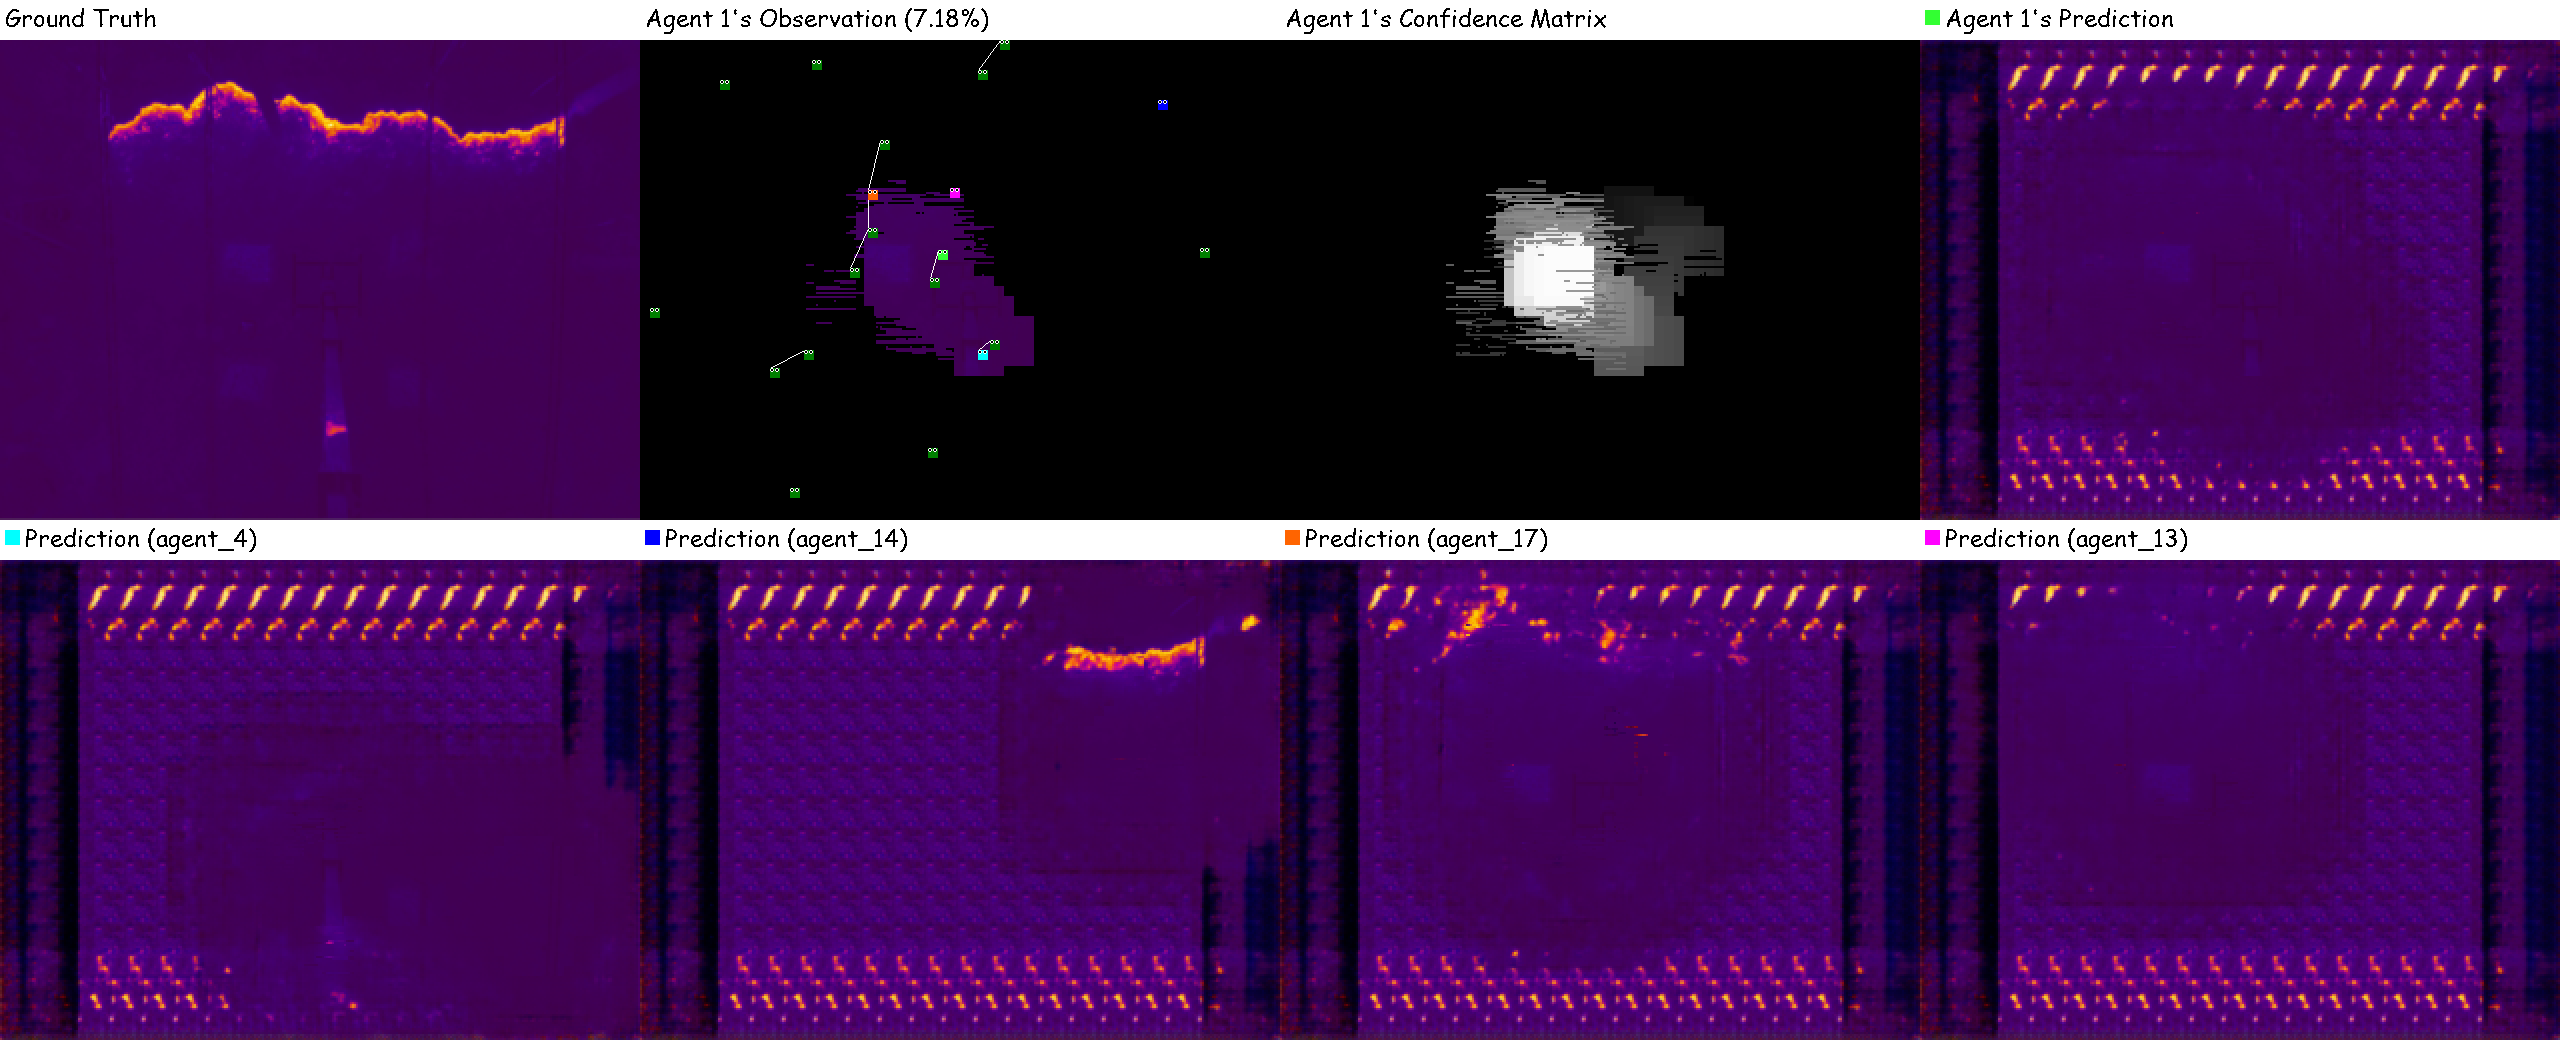 Ground Truth
Agent 1's Observation (7.18%)
Agent 1's Confidence Matrix
Agent 1's Prediction
Prediction (agent_4)
Prediction (agent_14)
Prediction (agent_17)
Prediction (agent_13)